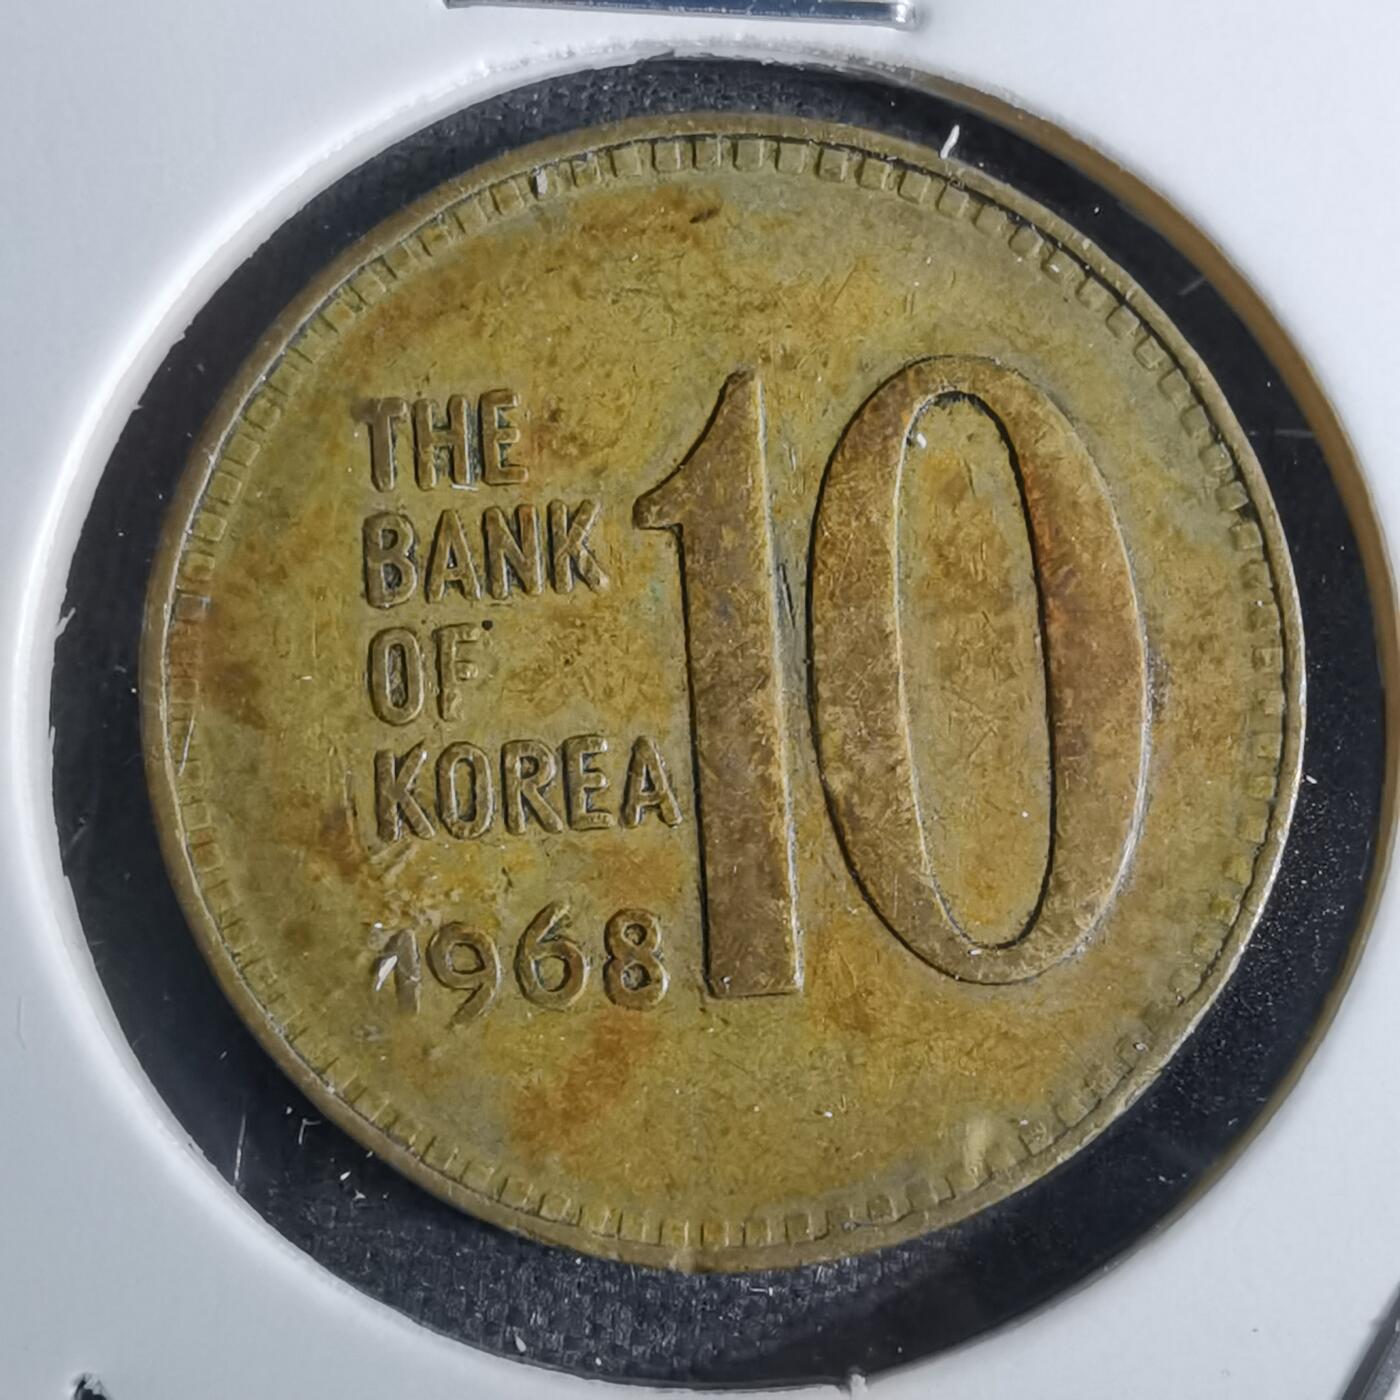 THE
BANK
OF
KOREA
1968
10